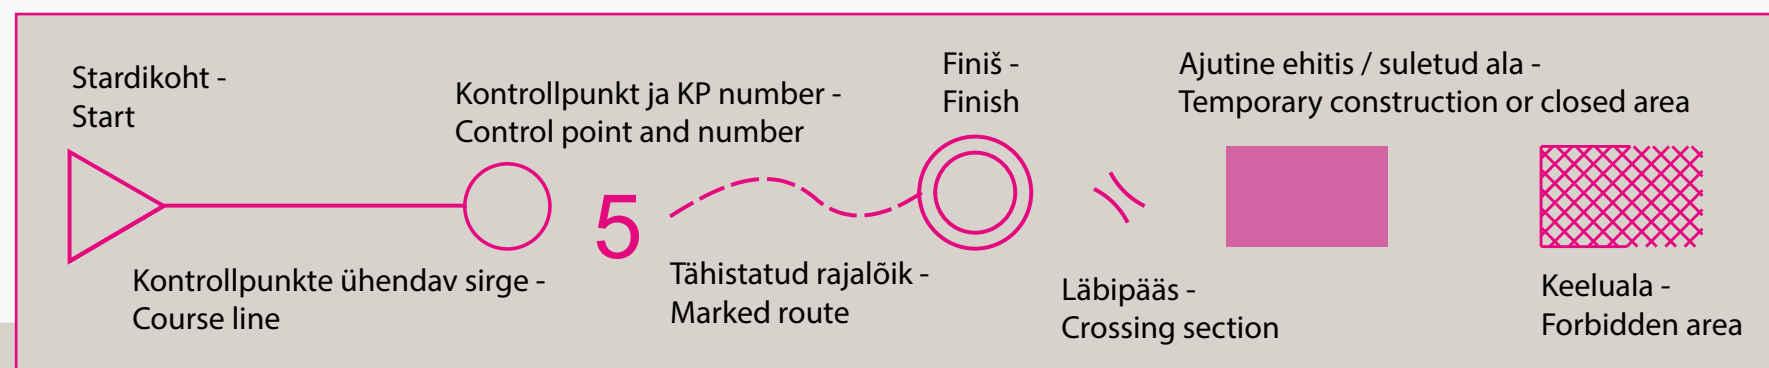 Stardikoht -
Start
Kontrollpunkt ja KP number -
Control point and number
Finiš -
Finish
Ajutine ehitis / suletud ala -
Temporary construction or closed area
5
Kontrollpunkte ühendav sirge -
Course line
Tähistatud rajalõik -
Marked route
Läbipääs -
Crossing section
Keeluala -
Forbidden area